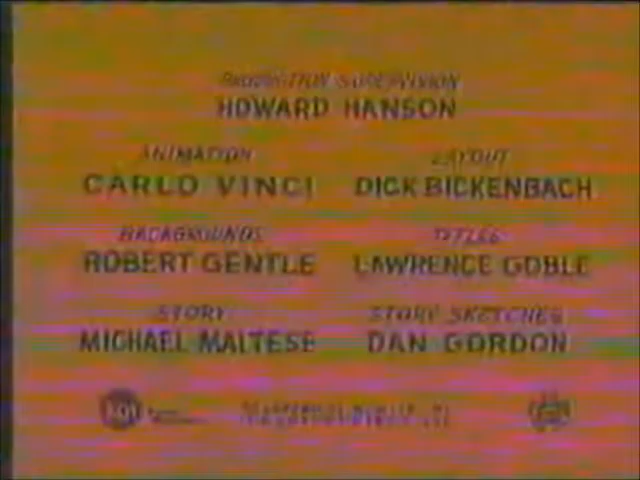 PRODUCTION SUPERVISION
HOWARD HANSON
ANIMATION
CARLO VINCI
LAYOUT
DICK BICKENBACH
BACKGROUNDS
ROBERT GENTLE
TITLES
LAWRENCE GOBLE
STORY
MICHAEL MALTESE
STORY SKETCHES
DAN GORDON
RCA